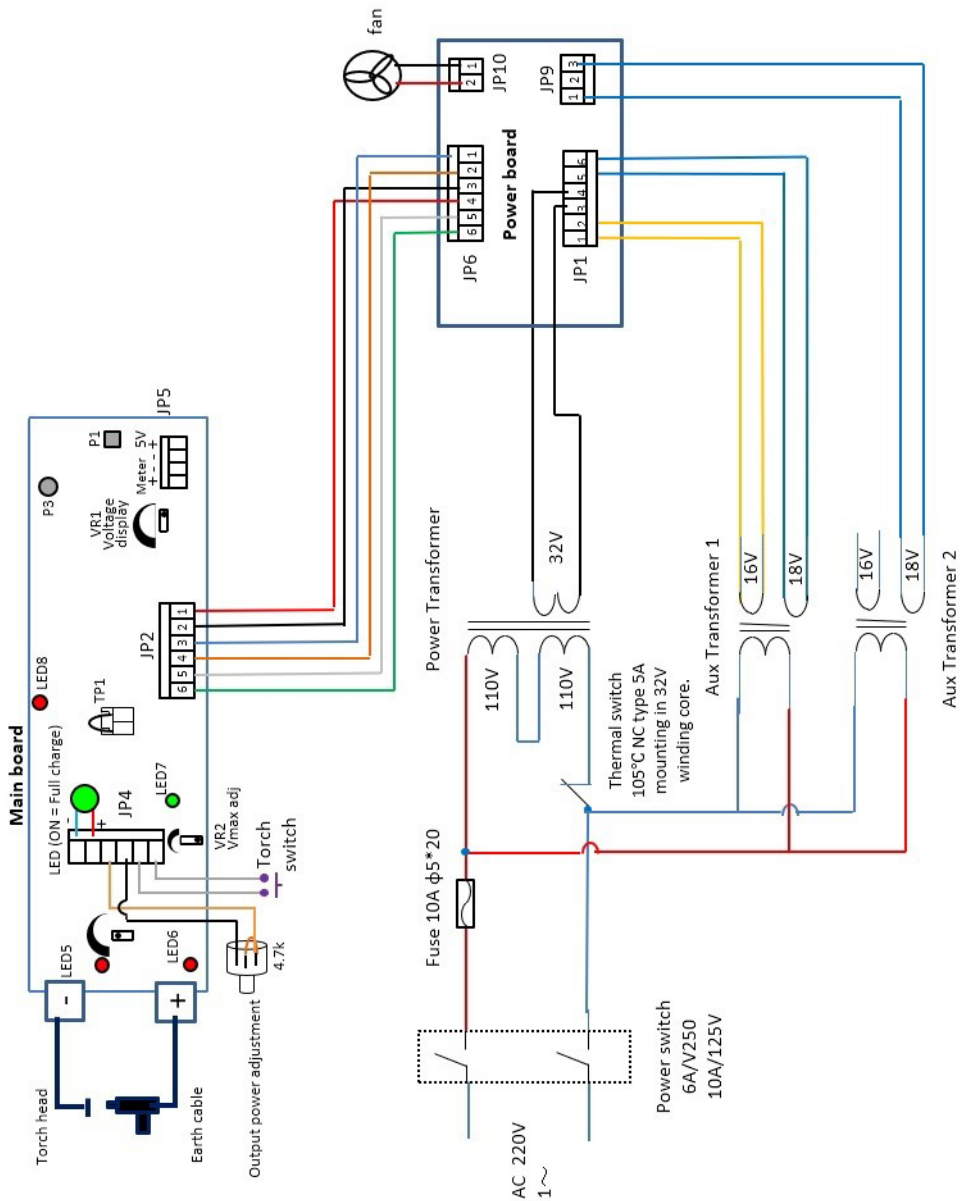 Main board
LED (ON = Full charge)
LED8
P3
P1
VR1
Voltage
display
Meter 5V
+ - - +
JP5
TP1
JP2
6 5 4 3 2 1
-
+
JP4
LED7
VR2
Vmax adj
LED5
LED6
-
+
Torch
switch
4.7k
Torch head
Earth cable
Output power adjustment
fan
2 1
JP10
6 5 4 3 2 1
JP6
Power board
JP9
1 2 3
JP1
1 2 3 4 5 6
Power Transformer
110V
110V
32V
Fuse 10A ф5*20
Thermal switch
105℃ NC type 5A
mounting in 32V
winding core.
Power switch
6A/V250
10A/125V
AC 220V
1～
Aux Transformer 1
16V
18V
16V
18V
Aux Transformer 2